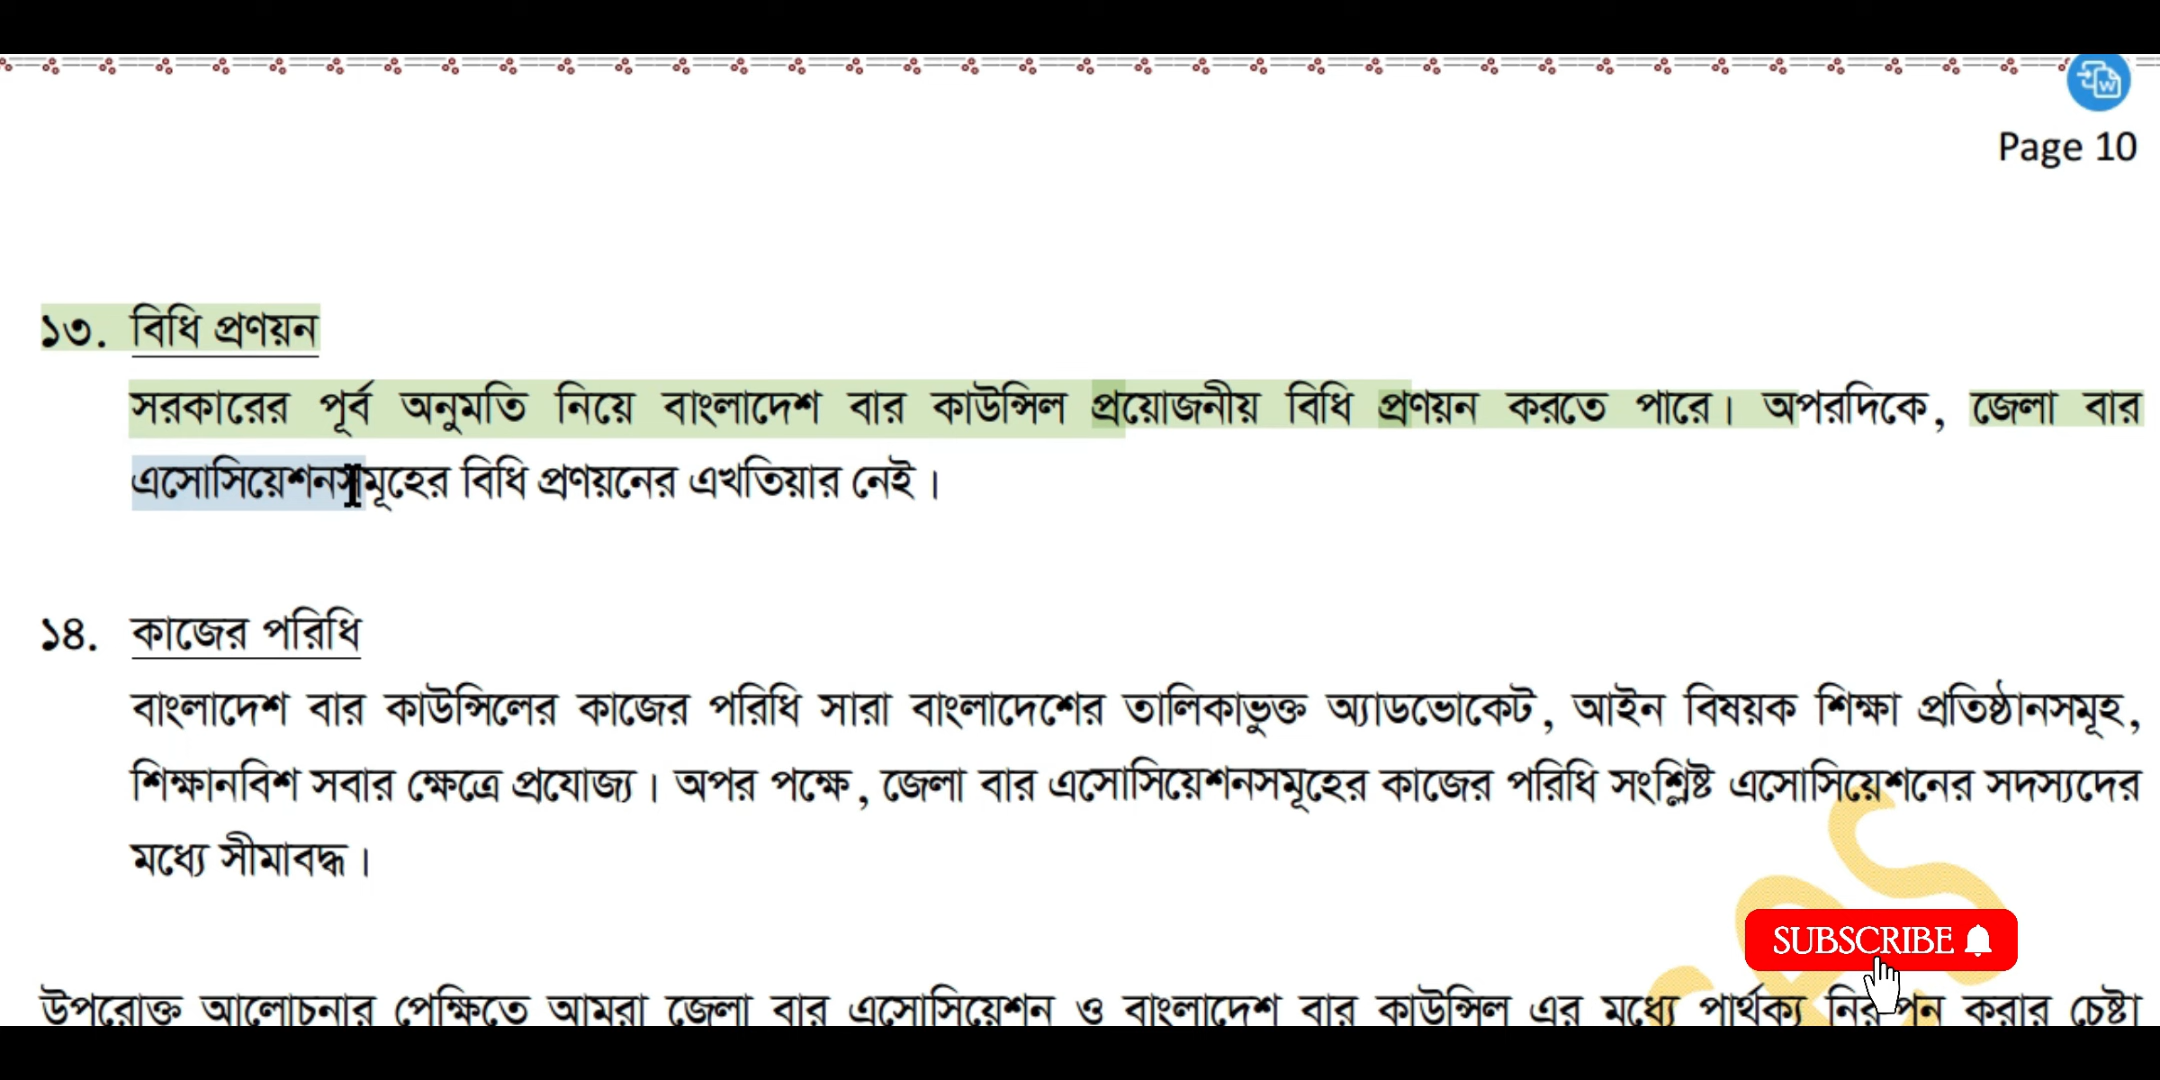 Page 10
১৩. বিধি প্রণয়ন
সরকারের পূর্ব অনুমতি নিয়ে বাংলাদেশ বার কাউন্সিল প্রয়োজনীয় বিধি প্রণয়ন করতে পারে। অপরদিকে, জেলা বার
এসোসিয়েশনসমূহের বিধি প্রণয়নের এখতিয়ার নেই।
১৪. কাজের পরিধি
বাংলাদেশ বার কাউন্সিলের কাজের পরিধি সারা বাংলাদেশের তালিকাভুক্ত অ্যাডভোকেট, আইন বিষয়ক শিক্ষা প্রতিষ্ঠানসমূহ,
শিক্ষানবিশ সবার ক্ষেত্রে প্রযোজ্য। অপর পক্ষে, জেলা বার এসোসিয়েশনসমূহের কাজের পরিধি সংশ্লিষ্ট এসোসিয়েশনের সদস্যদের
মধ্যে সীমাবদ্ধ।
SUBSCRIBE
উপরোক্ত আলোচনার পেক্ষিতে আমরা জেলা বার এসোসিয়েশন ও বাংলাদেশ বার কাউন্সিল এর মধ্যে পার্থক্য করার চেষ্টা